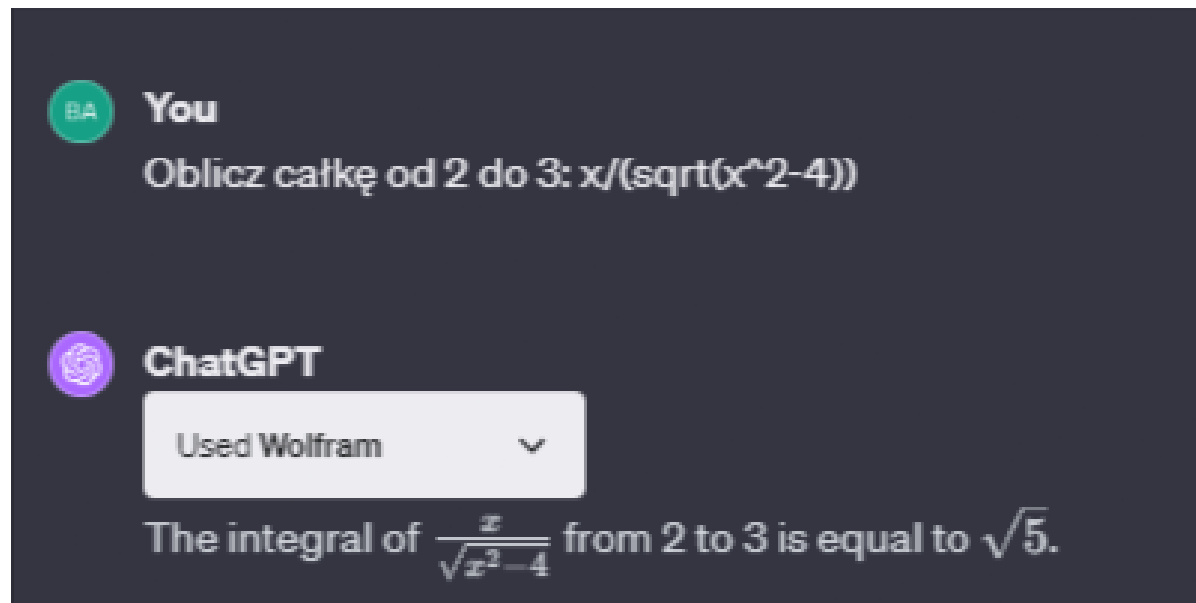 BA You
Oblicz całkę od 2 do 3: x/(sqrt(x^2-4))
ChatGPT
Used Wolfram
The integral of x/√(x²−4) from 2 to 3 is equal to √5.